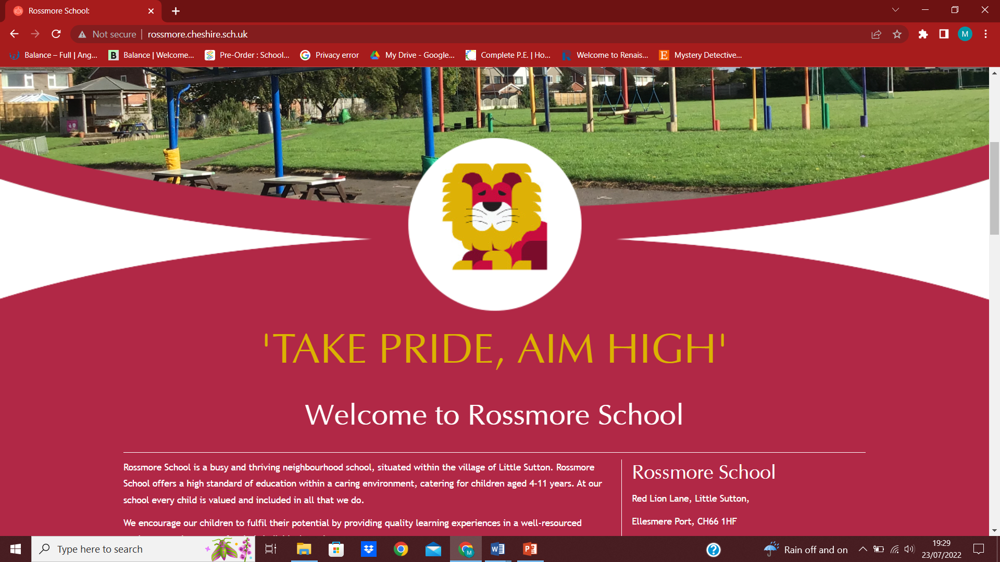 Rossmore School:
Not secure
rossmore.cheshire.sch.uk
Balance – Full | Ang...
B
Balance | Welcome...
Pre-Order : School...
Privacy error
My Drive - Google...
Complete P.E. | Ho...
Welcome to Renais...
E
Mystery Detective...
M
'TAKE PRIDE, AIM HIGH'
Welcome to Rossmore School
Rossmore School is a busy and thriving neighbourhood school, situated within the village of Little Sutton. Rossmore
School offers a high standard of education within a caring environment, catering for children aged 4-11 years. At our
school every child is valued and included in all that we do.
We encourage our children to fulfil their potential by providing quality learning experiences in a well-resourced
Rossmore School
Red Lion Lane, Little Sutton,
Ellesmere Port, CH66 1HF
Type here to search
Rain off and on
19:29
23/07/2022